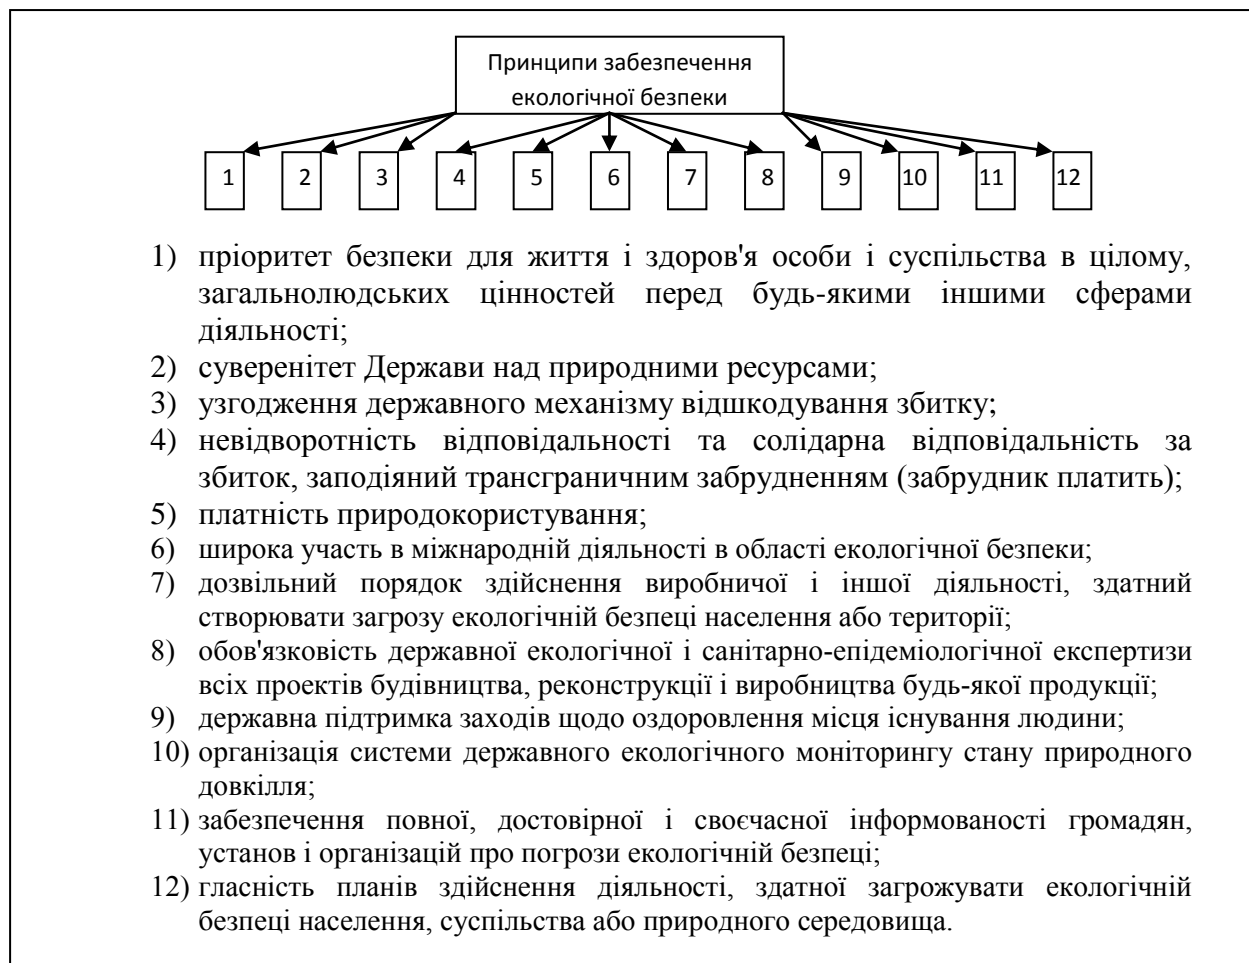 Принципи забезпечення
екологічної безпеки
1 2 3 4 5 6 7 8 9 10 11 12
1) пріоритет безпеки для життя і здоров'я особи і суспільства в цілому,
загальнолюдських цінностей перед будь-якими іншими сферами
діяльності;
2) суверенітет Держави над природними ресурсами;
3) узгодження державного механізму відшкодування збитку;
4) невідворотність відповідальності та солідарна відповідальність за
збиток, заподіяний трансграничним забрудненням (забрудник платить);
5) платність природокористування;
6) широка участь в міжнародній діяльності в області екологічної безпеки;
7) дозвільний порядок здійснення виробничої і іншої діяльності, здатний
створювати загрозу екологічній безпеці населення або території;
8) обов'язковість державної екологічної і санітарно-епідеміологічної експертизи
всіх проектів будівництва, реконструкції і виробництва будь-якої продукції;
9) державна підтримка заходів щодо оздоровлення місця існування людини;
10) організація системи державного екологічного моніторингу стану природного
довкілля;
11) забезпечення повної, достовірної і своєчасної інформованості громадян,
установ і організацій про погрози екологічній безпеці;
12) гласність планів здійснення діяльності, здатної загрожувати екологічній
безпеці населення, суспільства або природного середовища.